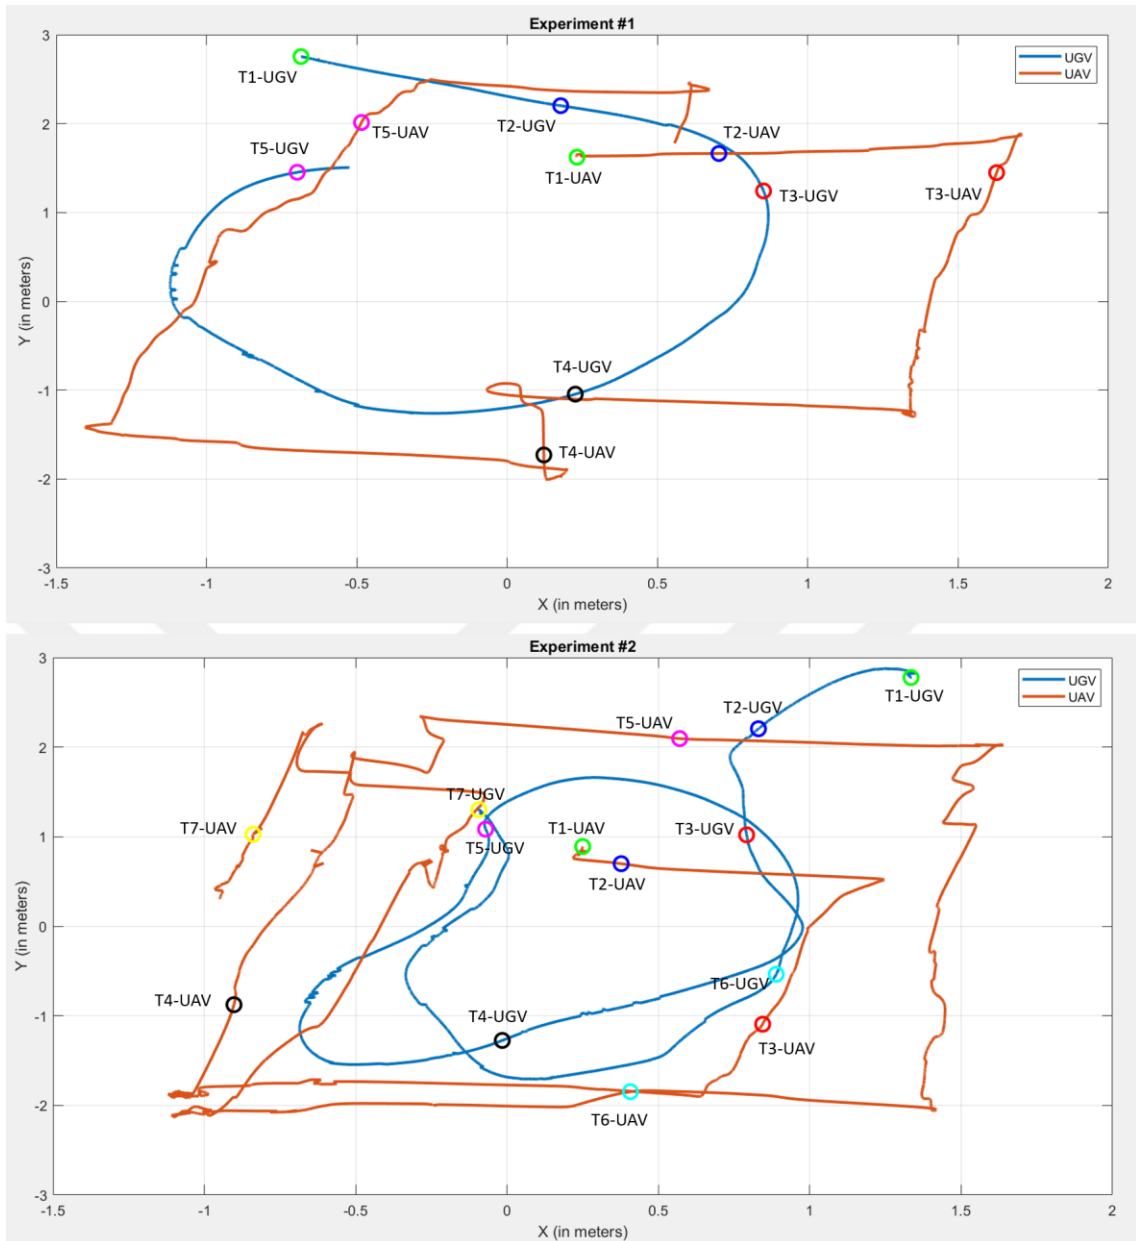 Experiment #1
3
2
1
0
-1
-2
-3
-1.5
-1
-0.5
0
0.5
1
1.5
2
X (in meters)
Y (in meters)
UGV
UAV
T1-UGV
T2-UGV
T5-UAV
T5-UGV
T2-UAV
T1-UAV
T3-UGV
T3-UAV
T4-UGV
T4-UAV
Experiment #2
3
2
1
0
-1
-2
-3
-1.5
-1
-0.5
0
0.5
1
1.5
2
X (in meters)
Y (in meters)
UGV
UAV
T1-UGV
T2-UGV
T5-UAV
T7-UGV
T7-UAV
T1-UAV
T3-UGV
T5-UGV
T2-UAV
T6-UGV
T4-UAV
T4-UGV
T3-UAV
T6-UAV